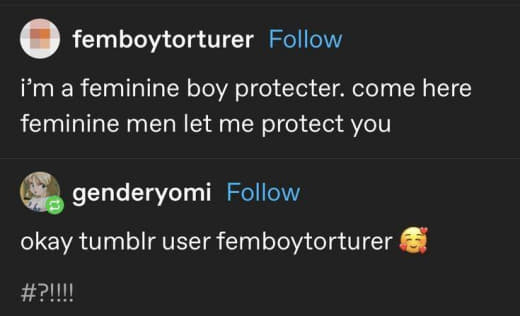 femboytorturer Follow
i’m a feminine boy protecter. come here
feminine men let me protect you
genderyomi Follow
okay tumblr user femboytorturer 🥰
#?!!!!